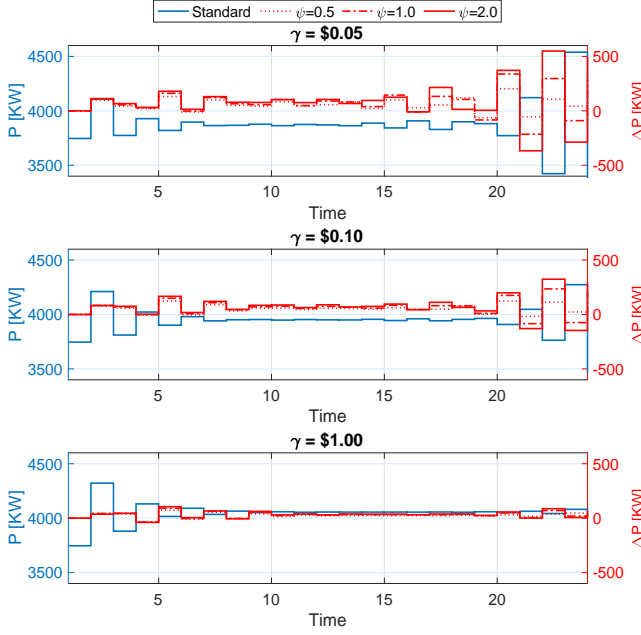 Standard ψ=0.5 ψ=1.0 ψ=2.0
γ = $0.05
4500 500
4000 0
3500 -500
P [KW] ΔP [KW]
5 10 15 20
Time
γ = $0.10
4500 500
4000 0
3500 -500
P [KW] ΔP [KW]
5 10 15 20
Time
γ = $1.00
4500 500
4000 0
3500 -500
P [KW] ΔP [KW]
5 10 15 20
Time